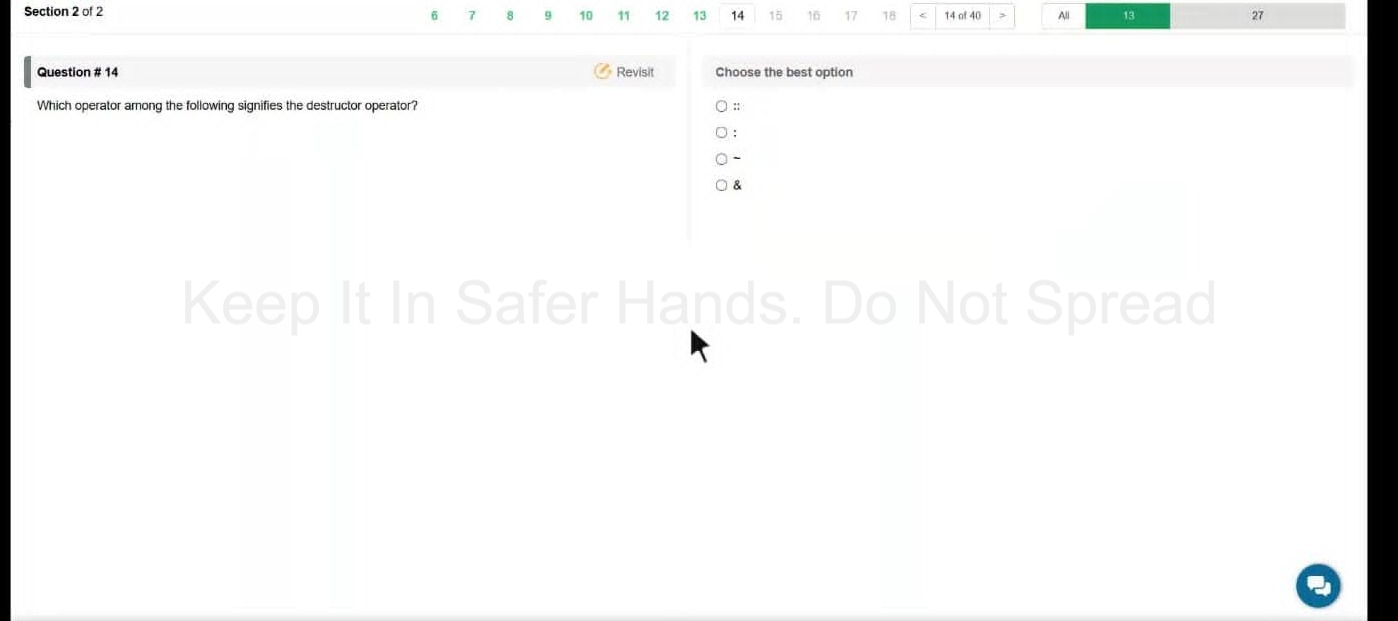 Section 2 of 2
6 7 8 9 10 11 12 13 14 15 16 17 18 < 14 of 40 > All 13 27
Question # 14
Revisit
Which operator among the following signifies the destructor operator?
Choose the best option
::
:
~
&
Keep It In Safer Hands. Do Not Spread